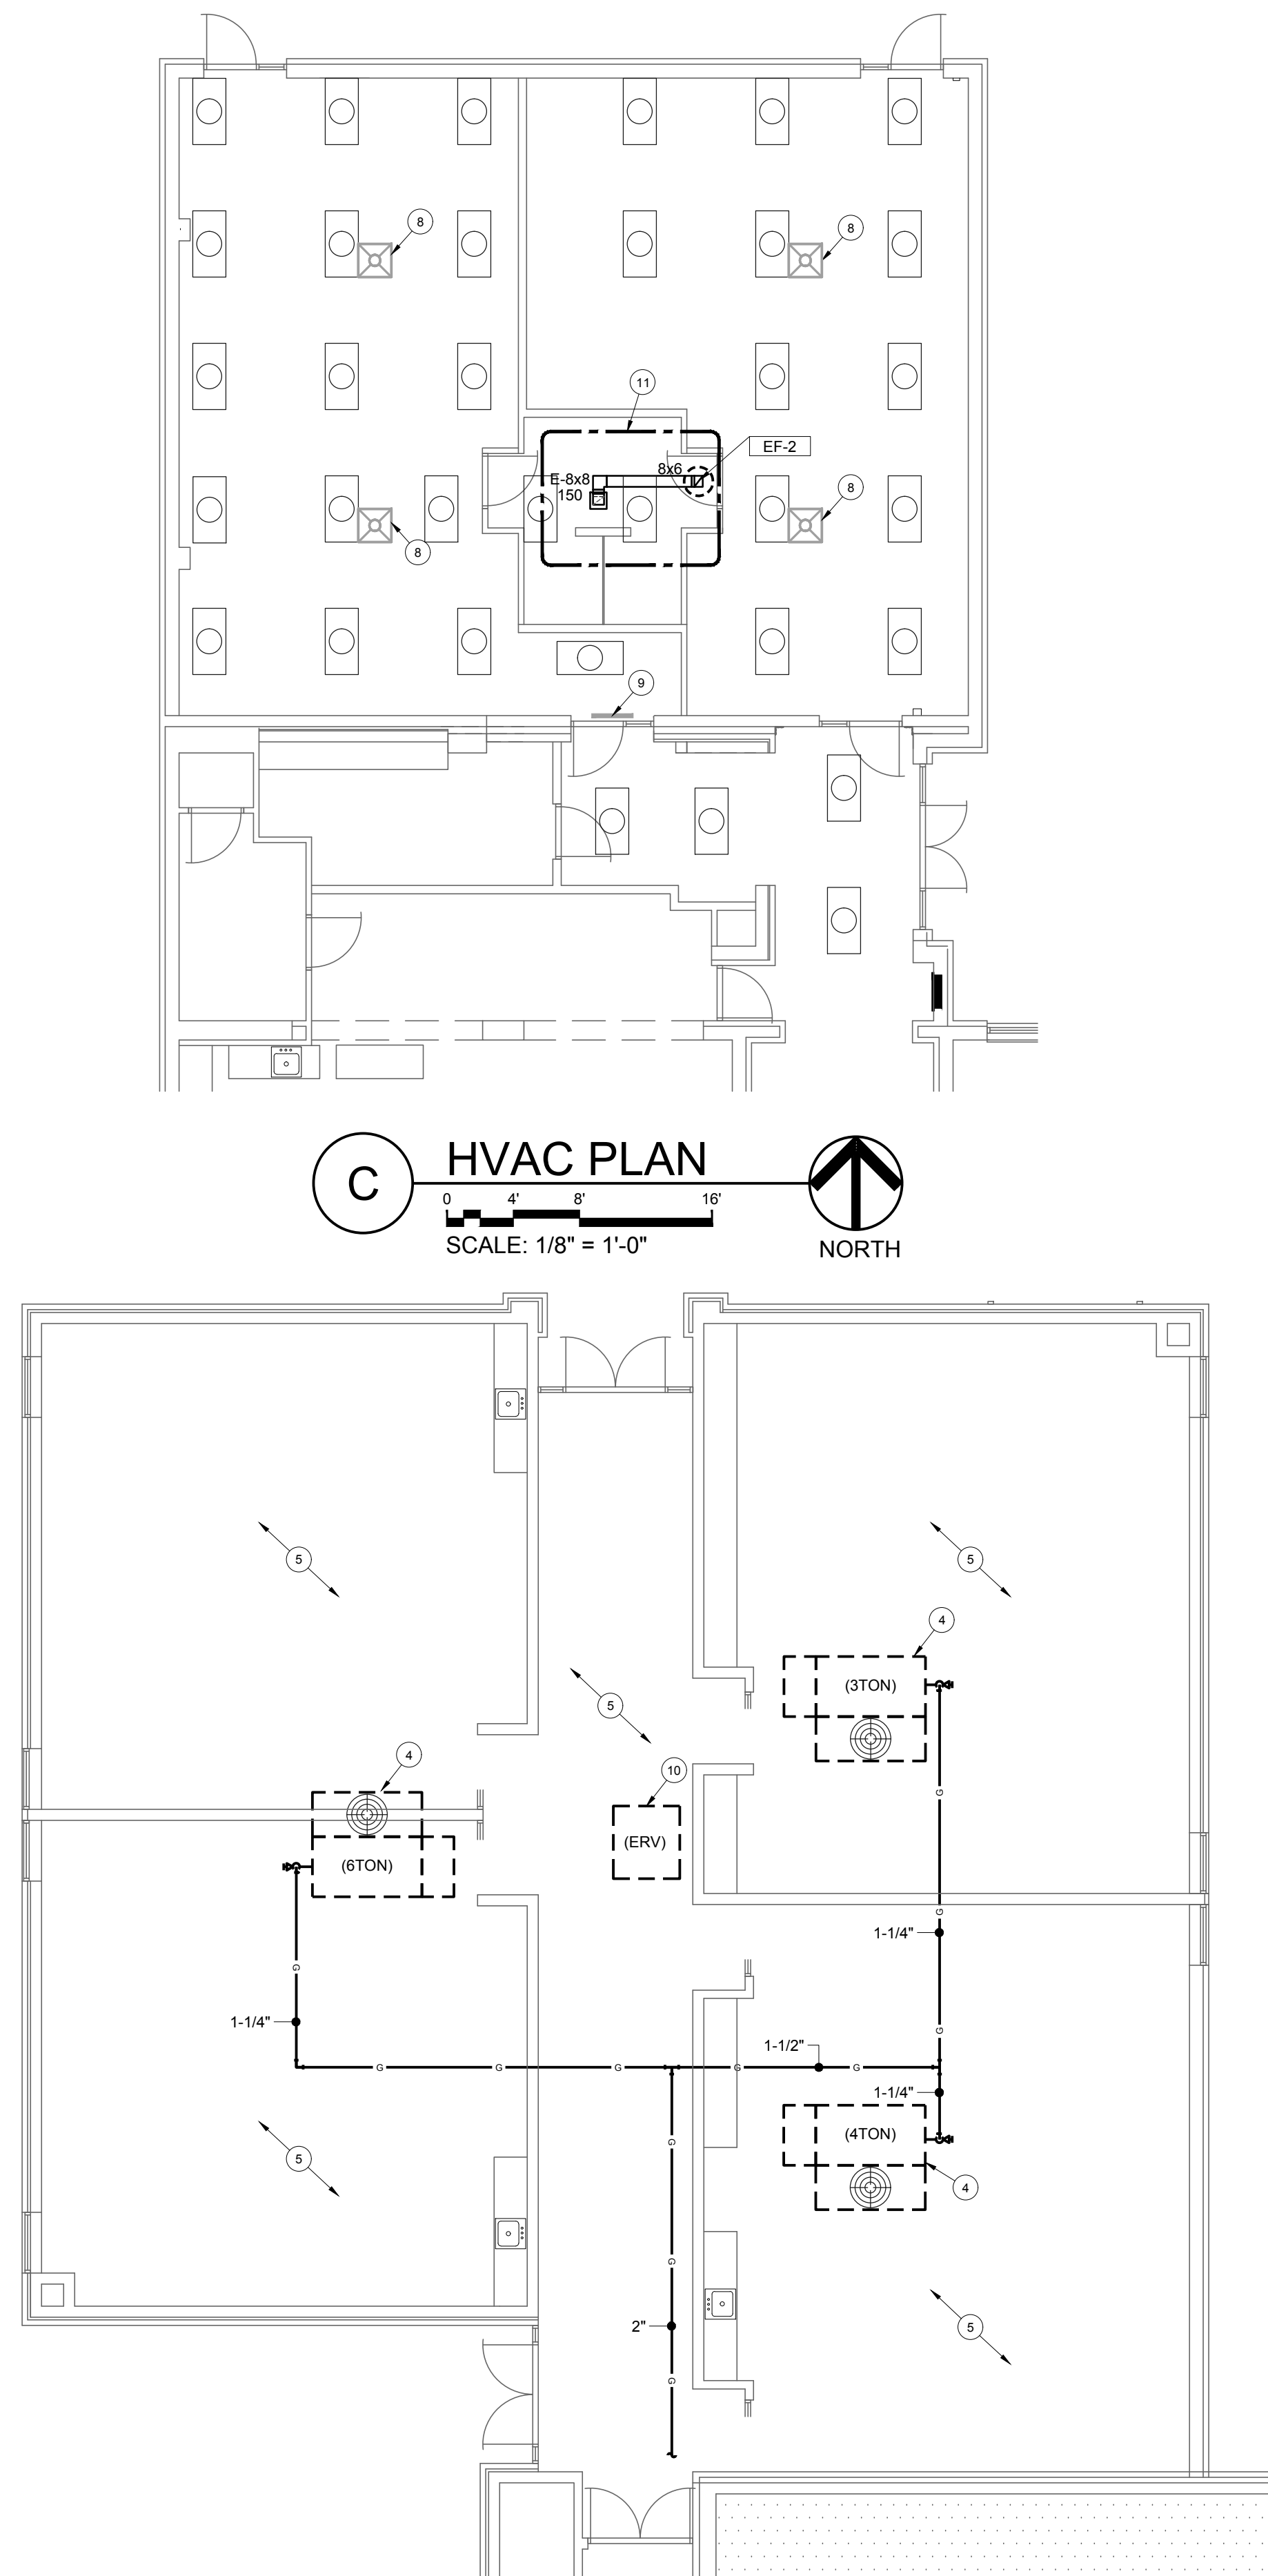 8
8
11
EF-2
8x6
E-8x8
150
8
8
9
C
HVAC PLAN
0 4' 8' 16'
SCALE: 1/8" = 1'-0"
NORTH
5
5
4
(3TON)
5
4
10
G
(ERV)
(6TON)
G
1-1/4"
G
1-1/4"
G
1-1/2"
G G G G G
1-1/4"
(4TON)
G
5
4
G
2"
5
G